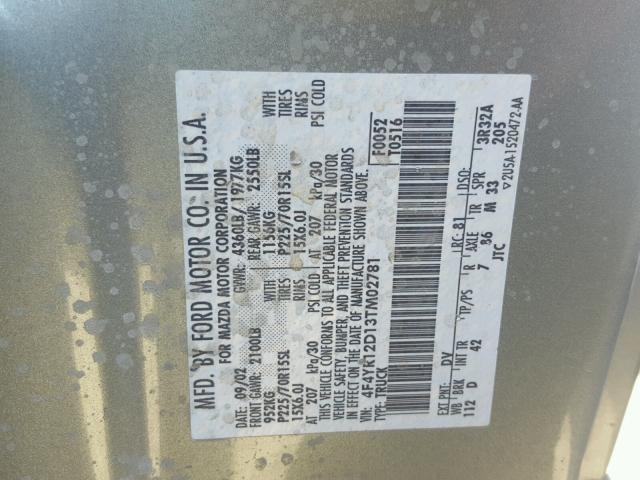 MFD. BY FORD MOTOR CO. IN U.S.A.
FOR MAZDA MOTOR CORPORATION
DATE: 09/02 GVWR: 4360LB/1977KG
FRONT GAWR: 2100LB REAR GAWR: 2550LB WITH
952KG 1156KG TIRES
P225/70R15SL P225/70R15SL RIMS
15X6.0J 15X6.0J PSI COLD
AT 207 kPa/30 PSI COLD AT 207 kPa/30
THIS VEHICLE CONFORMS TO ALL APPLICABLE FEDERAL MOTOR
VEHICLE SAFETY, BUMPER, AND THEFT PREVENTION STANDARDS
IN EFFECT ON THE DATE OF MANUFACTURE SHOWN ABOVE.
VIN: 4F4YR12D13TM02781
TYPE: TRUCK
F0052
T0516
EXT PNT: DV RC: 81 DSO:
WB BRK INT TR TP/PS R AXLE TR SPR 3R32A
112 D 42 7 86 M 33 205
JTC ▽2U5A-1520472-AA
WITH
TIRES
RIMS